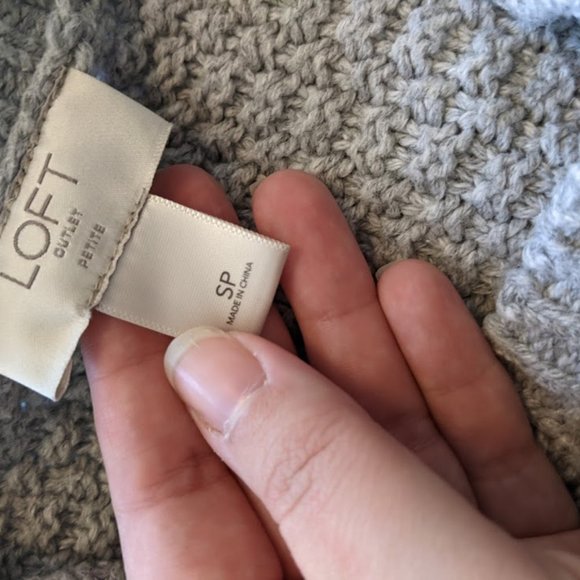 LOFT
OUTLET
PETITE
SP
MADE IN CHINA